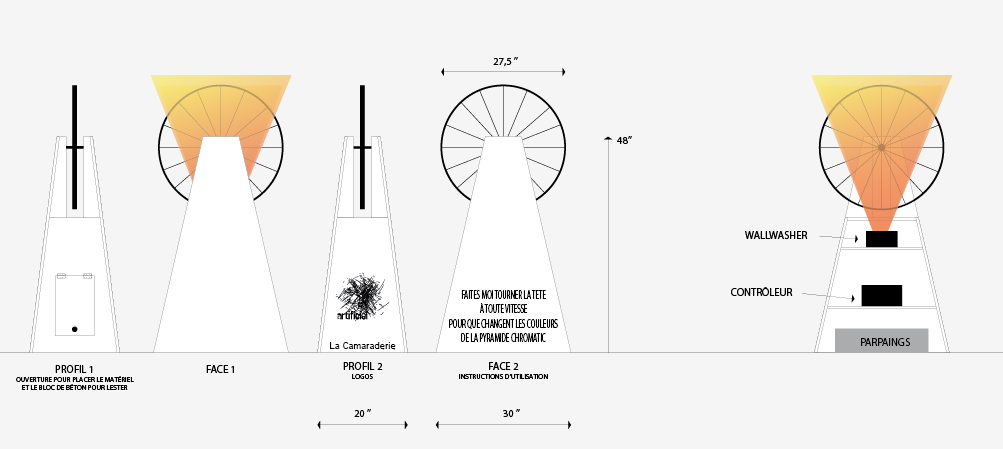 27,5 "
48"
WALLWASHER
CONTRÔLEUR
PARPAINGS
artificiel
La Camaraderie
FAITES MOI TOURNER LA TETE
À TOUTE VITESSE
POUR QUE CHANGENT LES COULEURS
DE LA PYRAMIDE CHROMATIC
PROFIL 1
OUVERTURE POUR PLACER LE MATÉRIEL
ET LE BLOC DE BÉTON POUR LESTER
FACE 1
PROFIL 2
LOGOS
FACE 2
INSTRUCTIONS D'UTILISATION
20 "
30 "